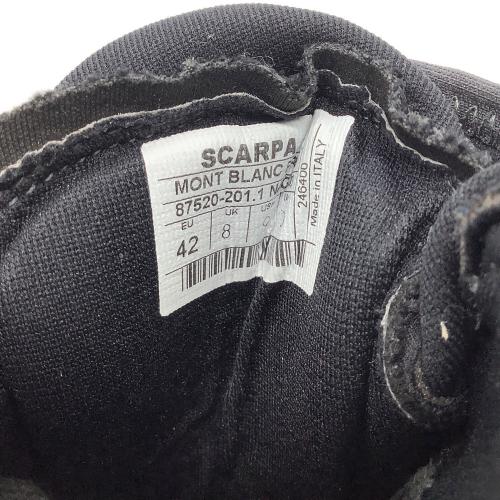 SCARPA
MONT BLANC
87520-201.1
EU UK
42 8
246400
Made in ITALY